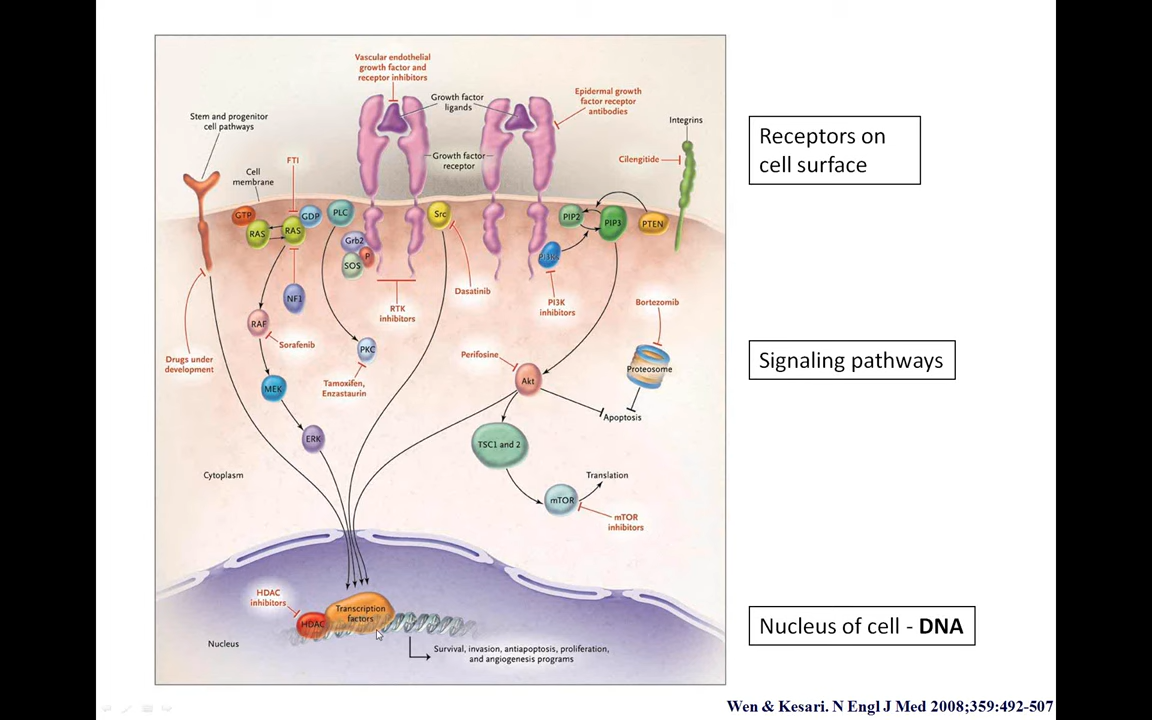 Vascular endothelial
growth factor and
receptor inhibitors
Growth factor
ligands
Epidermal growth
factor receptor
antibodies
Stem and progenitor
cell pathways
Integrins
FTI
Growth factor
receptor
Cilengitide
Cell
membrane
GTP
RAS
RAS
GDP
PLC
Src
PIP2
PIP3
PTEN
Grb2
P
SOS
PI3K
NF1
RTK
inhibitors
Dasatinib
PI3K
inhibitors
Bortezomib
RAF
Sorafenib
PKC
Perifosine
Drugs under
development
Tamoxifen,
Enzastaurin
MEK
Akt
Proteosome
Apoptosis
ERK
TSC1 and 2
Cytoplasm
Translation
mTOR
mTOR
inhibitors
HDAC
inhibitors
HDAC
Transcription
factors
Nucleus
Survival, invasion, antiapoptosis, proliferation,
and angiogenesis programs
Receptors on
cell surface
Signaling pathways
Nucleus of cell - DNA
Wen & Kesari. N Engl J Med 2008;359:492-507